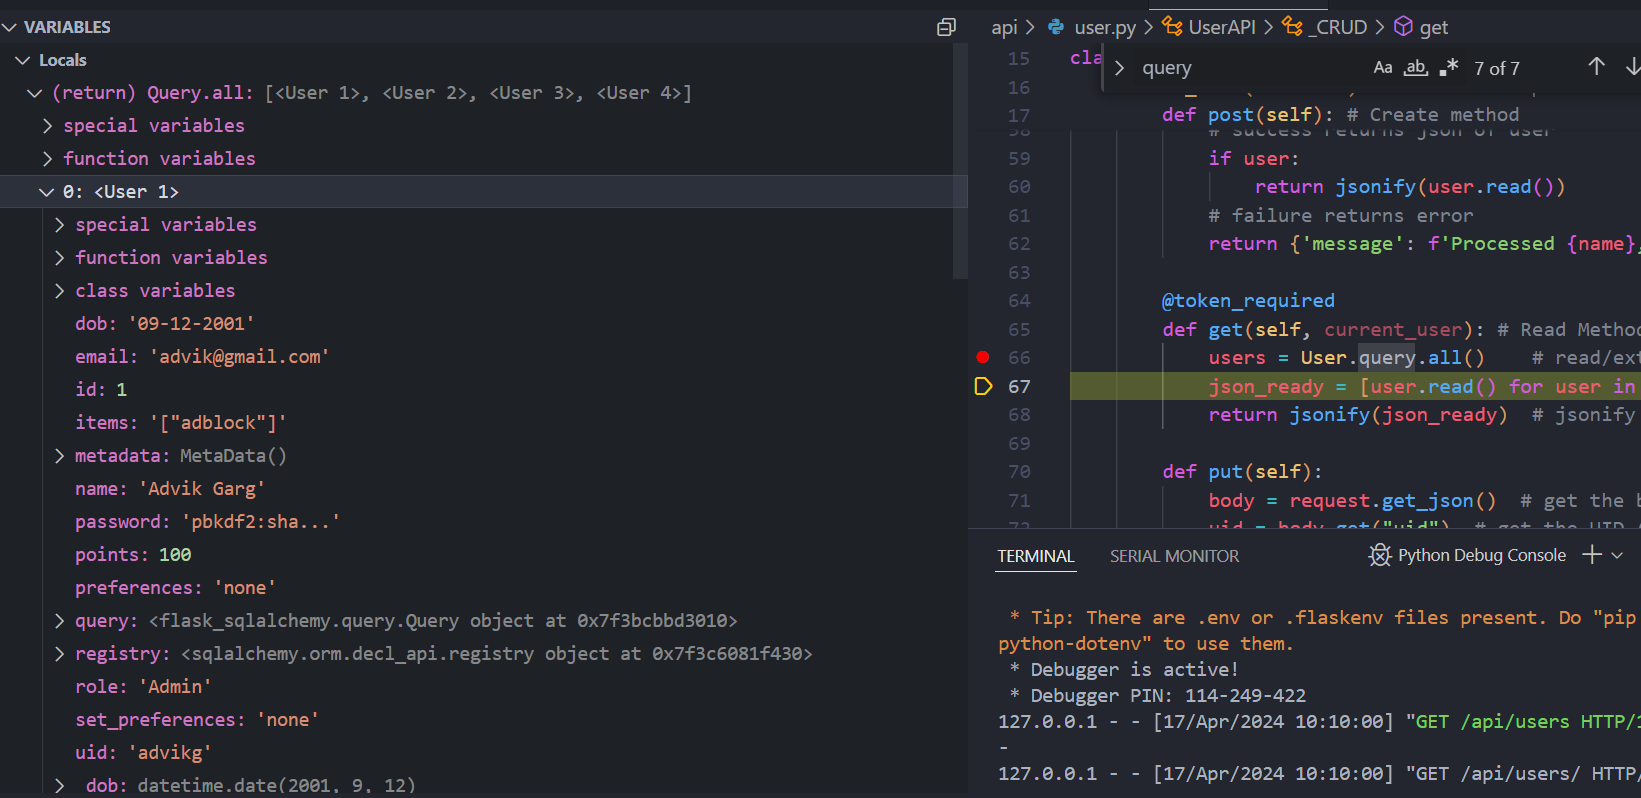 VARIABLES
Locals
(return) Query.all: [<User 1>, <User 2>, <User 3>, <User 4>]
special variables
function variables
0: <User 1>
special variables
function variables
class variables
dob: '09-12-2001'
email: 'advik@gmail.com'
id: 1
items: '["adblock"]'
metadata: MetaData()
name: 'Advik Garg'
password: 'pbkdf2:sha...'
points: 100
preferences: 'none'
query: <flask_sqlalchemy.query.Query object at 0x7f3bcbbd3010>
registry: <sqlalchemy.orm.decl_api.registry object at 0x7f3c6081f430>
role: 'Admin'
set_preferences: 'none'
uid: 'advikg'
_dob: datetime.date(2001, 9, 12)
api > user.py > UserAPI > _CRUD > get
query Aa ab 7 of 7
15 cla
16
17 def post(self): # Create method
58 # success returns json of user
59 if user:
60 return jsonify(user.read())
61 # failure returns error
62 return {'message': f'Processed {name},
63
64 @token_required
65 def get(self, current_user): # Read Method
66 users = User.query.all() # read/ext
67 json_ready = [user.read() for user in
68 return jsonify(json_ready) # jsonify
69
70 def put(self):
71 body = request.get_json() # get the b
72 uid = body.get("uid") # get the UID
TERMINAL SERIAL MONITOR Python Debug Console
* Tip: There are .env or .flaskenv files present. Do "pip
python-dotenv" to use them.
* Debugger is active!
* Debugger PIN: 114-249-422
127.0.0.1 - - [17/Apr/2024 10:10:00] "GET /api/users HTTP/1
-
127.0.0.1 - - [17/Apr/2024 10:10:00] "GET /api/users/ HTTP/